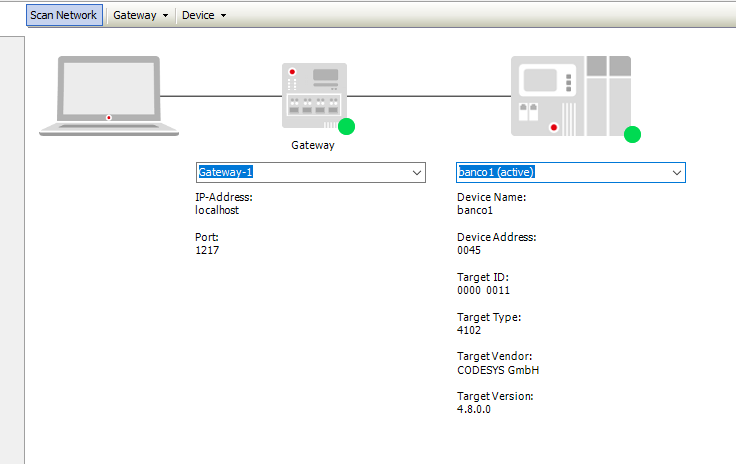 Scan Network Gateway Device
Gateway
Gateway-1
IP-Address:
localhost
Port:
1217
banco1 (active)
Device Name:
banco1
Device Address:
0045
Target ID:
0000 0011
Target Type:
4102
Target Vendor:
CODESYS GmbH
Target Version:
4.8.0.0